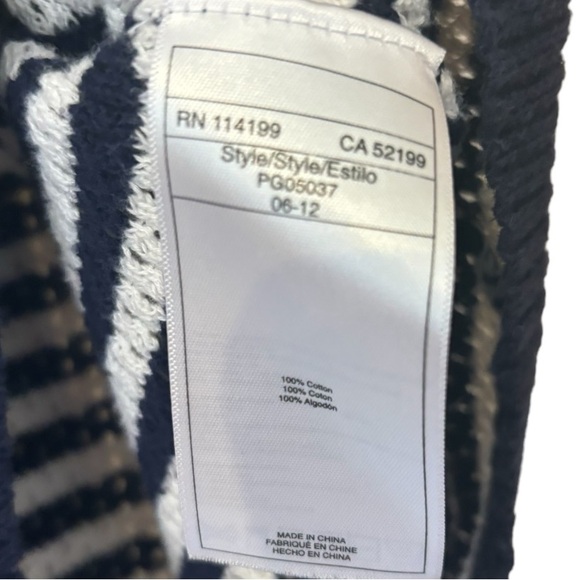 RN 114199 CA 52199
Style/Style/Estilo
PG05037
06-12
100% Cotton
100% Coton
100% Algodón
MADE IN CHINA
FABRIQUÉ EN CHINE
HECHO EN CHINA